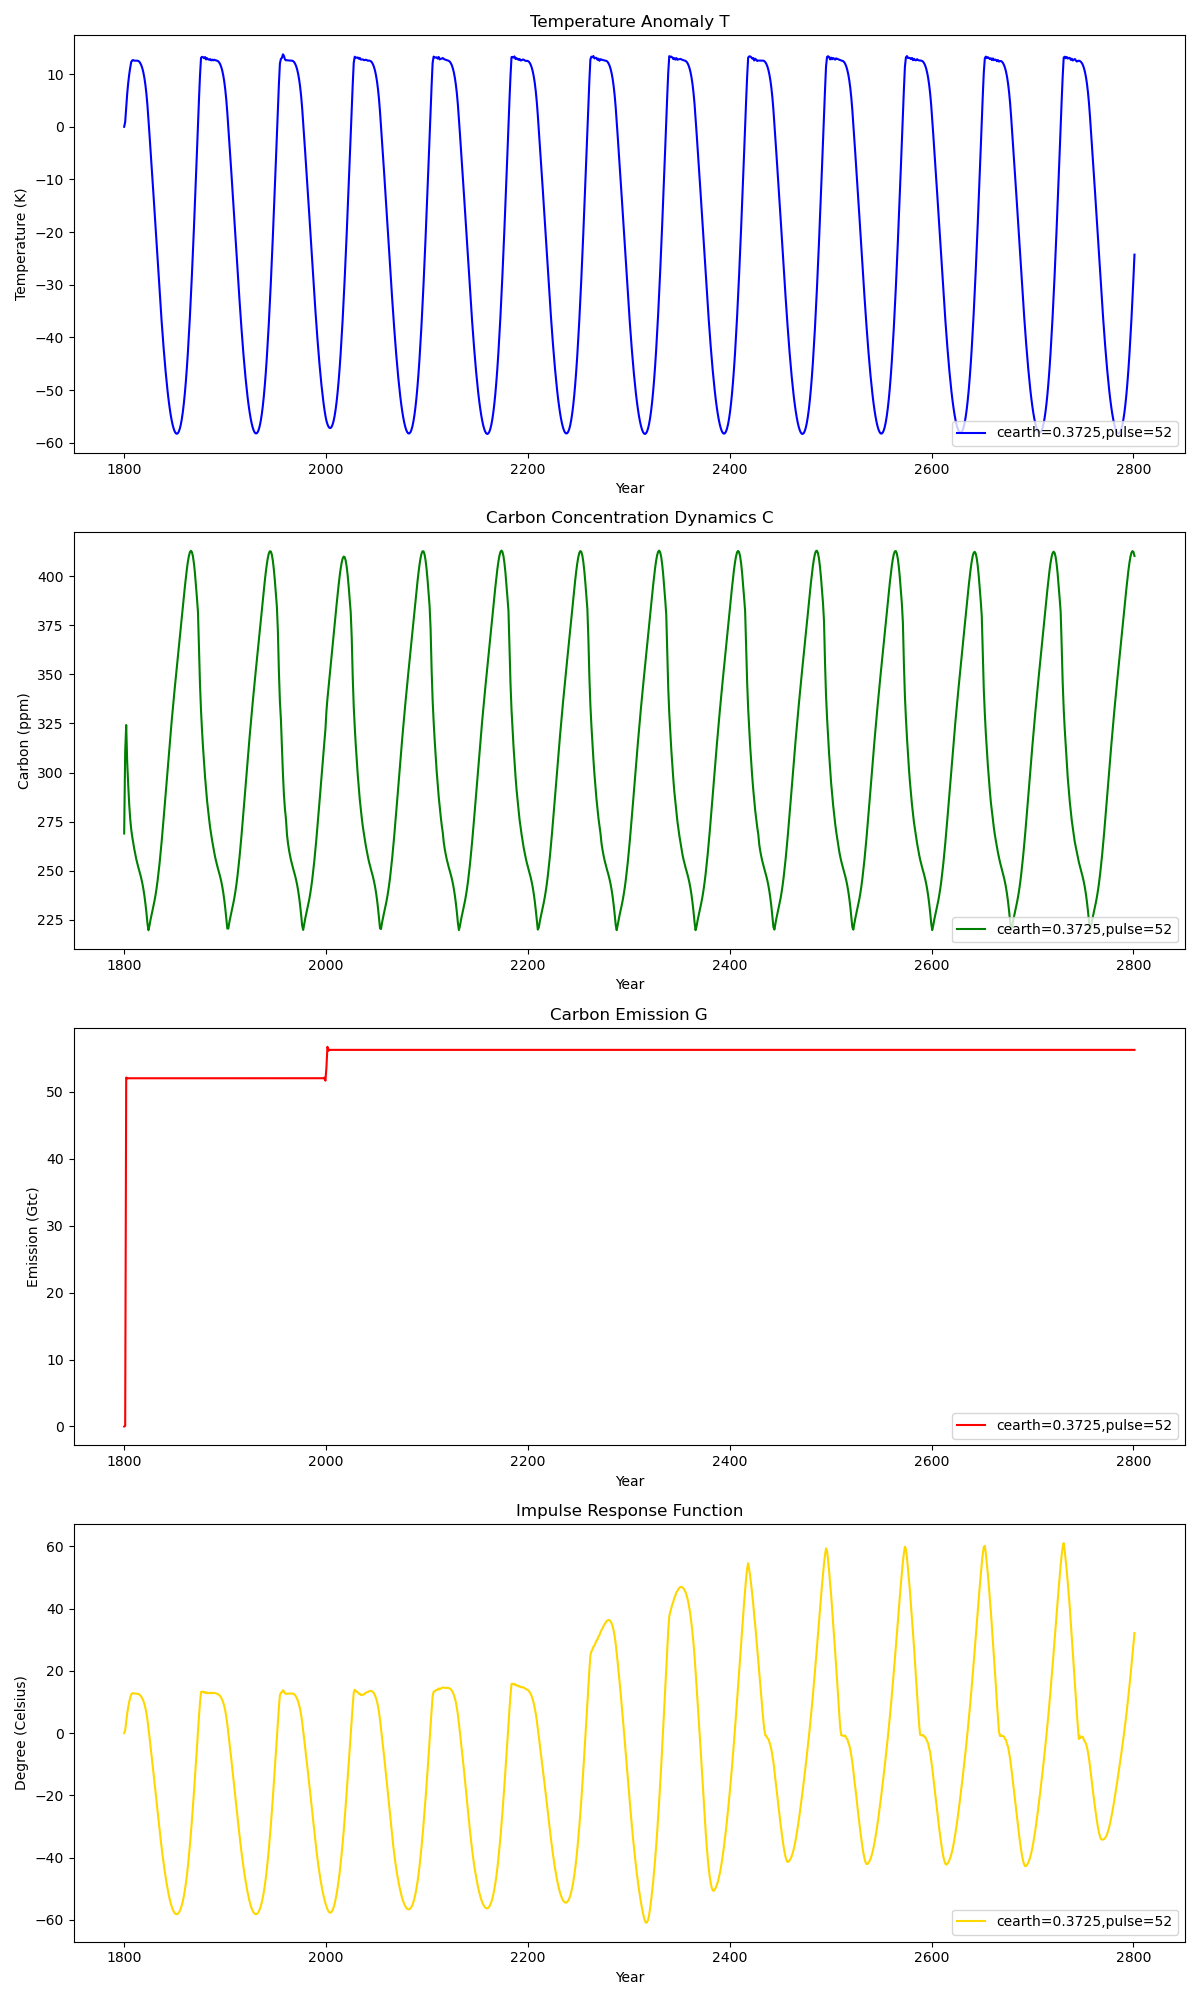 Temperature Anomaly T
Temperature (K)
10
0
−10
−20
−30
−40
−50
−60
cearth=0.3725,pulse=52
1800 2000 2200 2400 2600 2800
Year
Carbon Concentration Dynamics C
Carbon (ppm)
400
375
350
325
300
275
250
225
cearth=0.3725,pulse=52
1800 2000 2200 2400 2600 2800
Year
Carbon Emission G
Emission (Gtc)
50
40
30
20
10
0
cearth=0.3725,pulse=52
1800 2000 2200 2400 2600 2800
Year
Impulse Response Function
Degree (Celsius)
60
40
20
0
−20
−40
−60
cearth=0.3725,pulse=52
1800 2000 2200 2400 2600 2800
Year